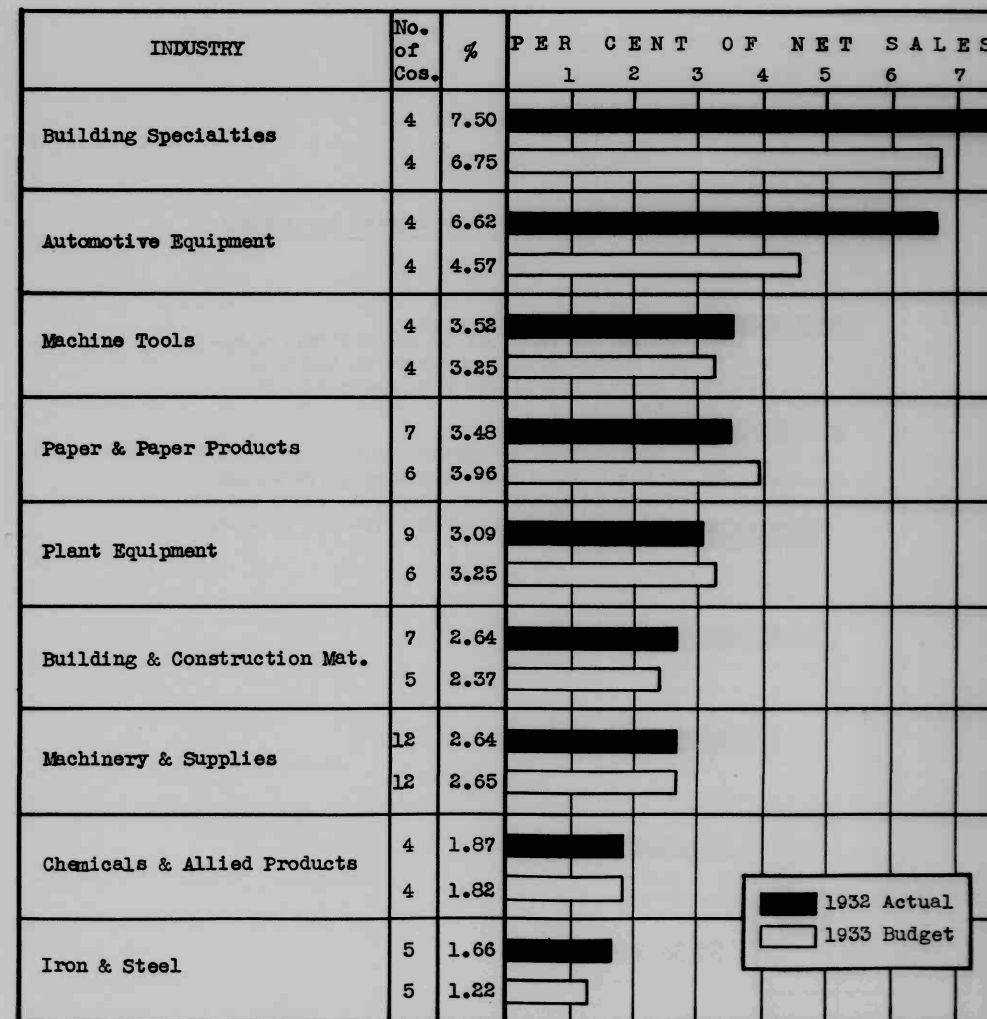 INDUSTRY
No.
of
Cos.
%
PER CENT OF NET SALES
1 2 3 4 5 6 7
Building Specialties
4 7.50
4 6.75
Automotive Equipment
4 6.62
4 4.57
Machine Tools
4 3.52
4 3.25
Paper & Paper Products
7 3.48
6 3.96
Plant Equipment
9 3.09
6 3.25
Building & Construction Mat.
7 2.64
5 2.37
Machinery & Supplies
12 2.64
12 2.65
Chemicals & Allied Products
4 1.87
4 1.82
Iron & Steel
5 1.66
5 1.22
1932 Actual
1933 Budget